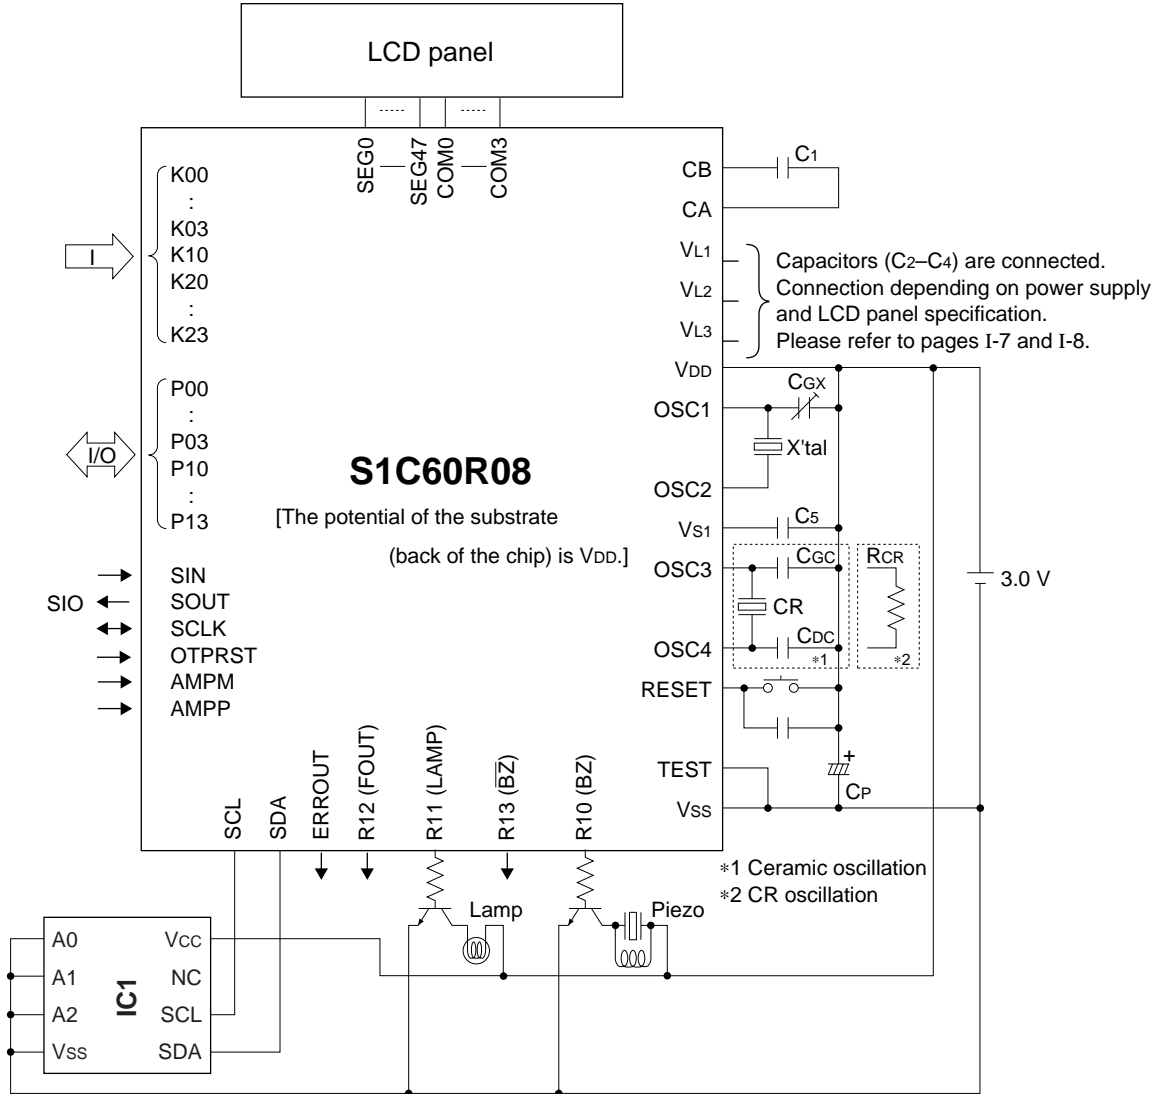 LCD panel
SEG0
SEG47
COM0
COM3
K00
:
K03
K10
K20
:
K23
I
P00
:
P03
P10
:
P13
I/O
SIN
SIO
SOUT
SCLK
OTPRST
AMPM
AMPP
S1C60R08
[The potential of the substrate
(back of the chip) is VDD.]
CB
C1
CA
VL1
VL2
VL3
Capacitors (C2–C4) are connected.
Connection depending on power supply
and LCD panel specification.
Please refer to pages I-7 and I-8.
VDD
CGX
OSC1
X'tal
OSC2
VS1
C5
OSC3
CGC
RCR
CR
3.0 V
OSC4
CDC
*1
*2
RESET
TEST
+
CP
VSS
SCL
SDA
ERROUT
R12 (FOUT)
R11 (LAMP)
R13 (B̅Z̅)
R10 (BZ)
*1 Ceramic oscillation
*2 CR oscillation
Lamp
Piezo
A0
A1
A2
VSS
IC1
VCC
NC
SCL
SDA